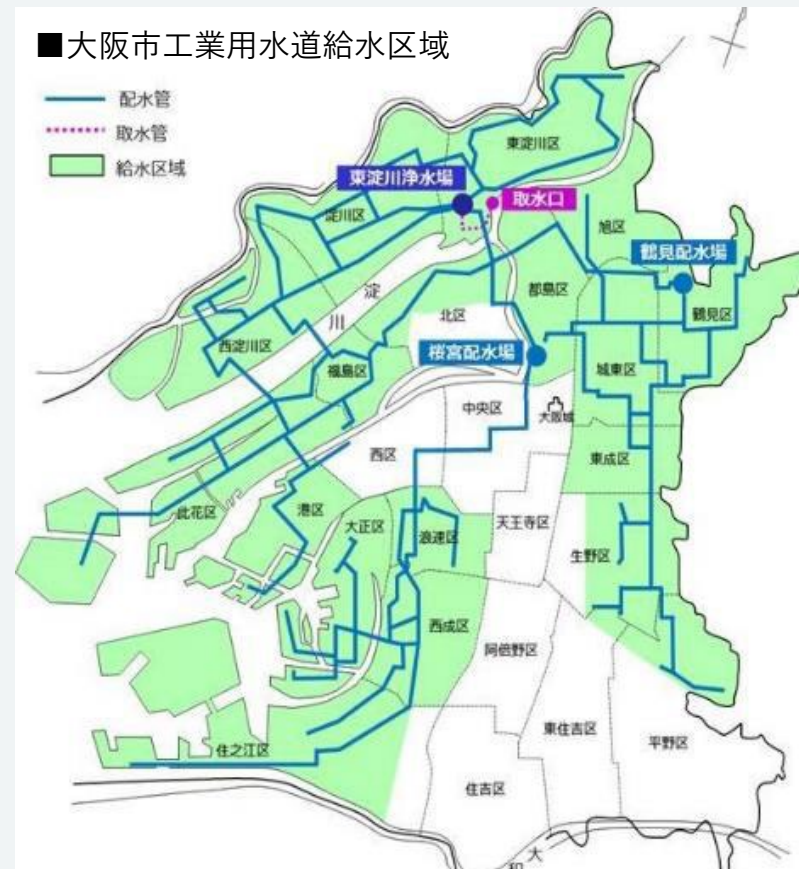 ■大阪市工業用水道給水区域
配水管
取水管
給水区域
東淀川区
東淀川浄水場
取水口
淀川区
旭区
鶴見配水場
淀
川
都島区
北区
鶴見区
西淀川区
桜宮配水場
福島区
城東区
中央区
大阪城
西区
東成区
此花区
港区
大正区
浪速区
天王寺区
生野区
西成区
阿倍野区
東住吉区
平野区
住之江区
住吉区
大
和